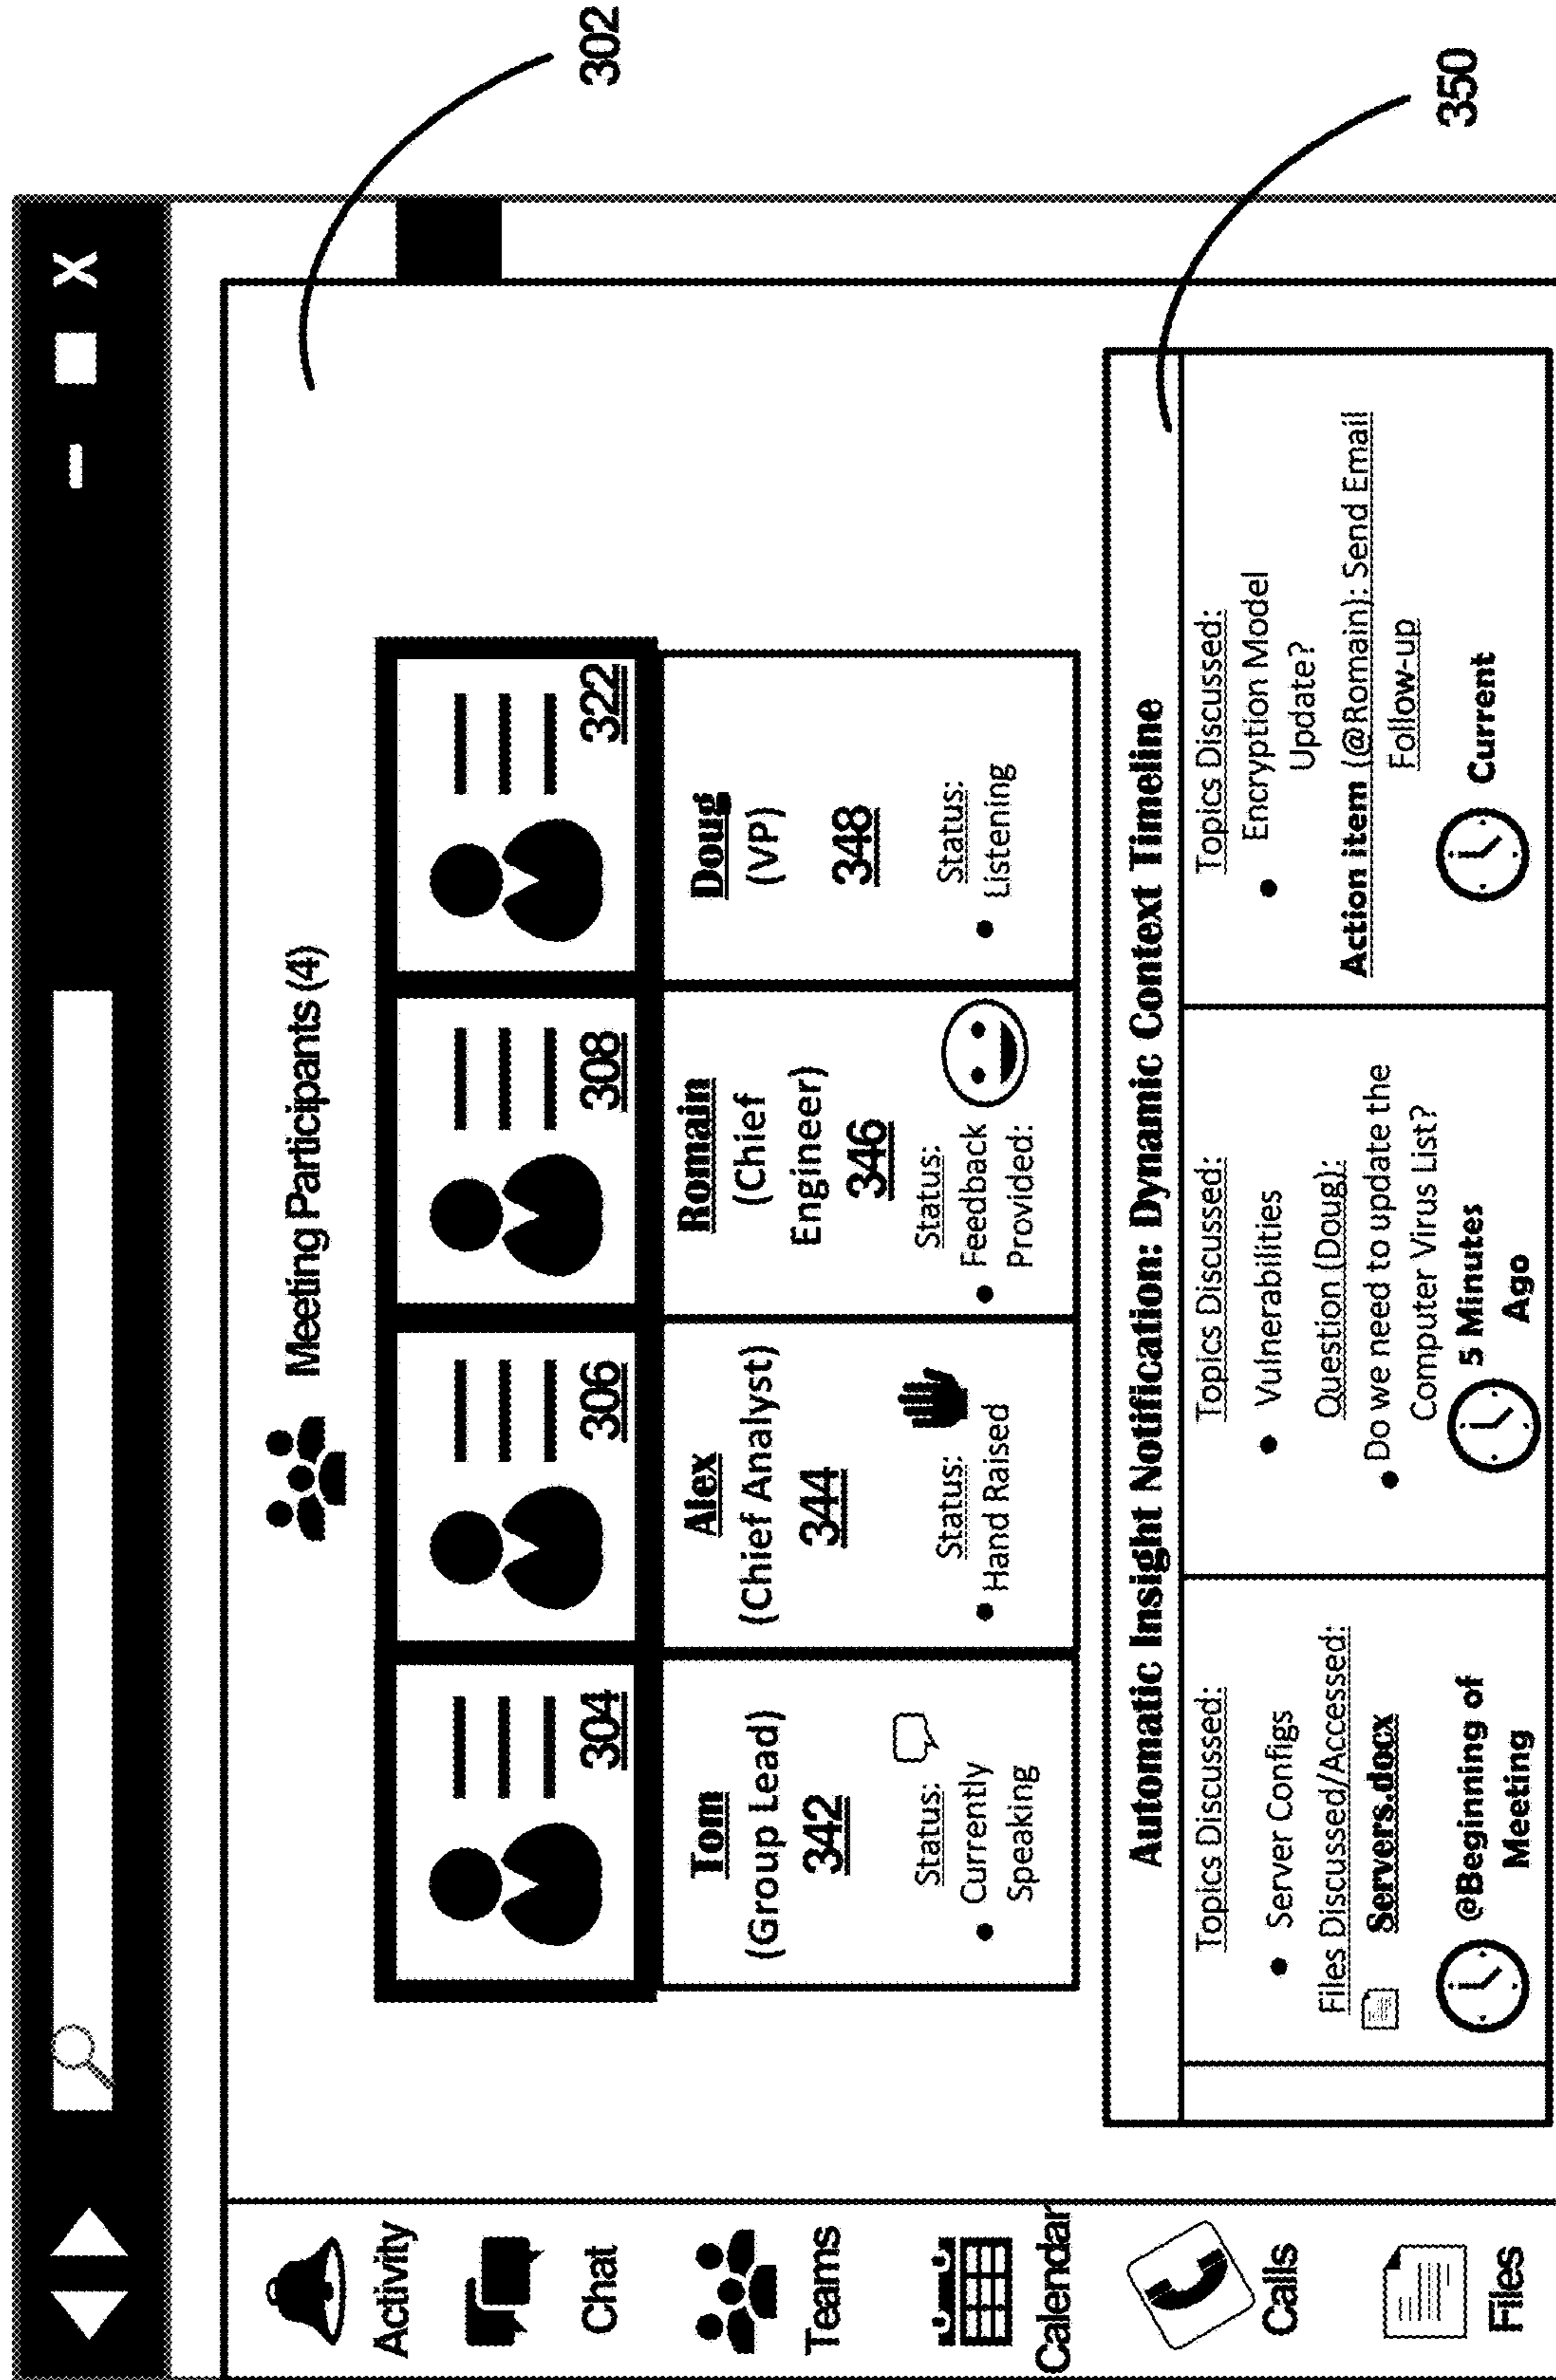 X
302
Activity
Chat
Teams
Calendar
Calls
Files
Meeting Participants (4)
304
306
308
322
Tom
(Group Lead)
342
Status:
• Currently
Speaking
Alex
(Chief Analyst)
344
Status:
• Hand Raised
Romain
(Chief
Engineer)
346
Status:
• Feedback
Provided:
Doug
(VP)
348
Status:
• Listening
350
Automatic Insight Notification: Dynamic Context Timeline
Topics Discussed:
• Server Configs
Files Discussed/Accessed:
Servers.docx
@Beginning of
Meeting
Topics Discussed:
• Vulnerabilities
Question (Doug):
• Do we need to update the
Computer Virus List?
5 Minutes
Ago
Topics Discussed:
• Encryption Model
Update?
Action item (@Romain): Send Email
Follow-up
Current